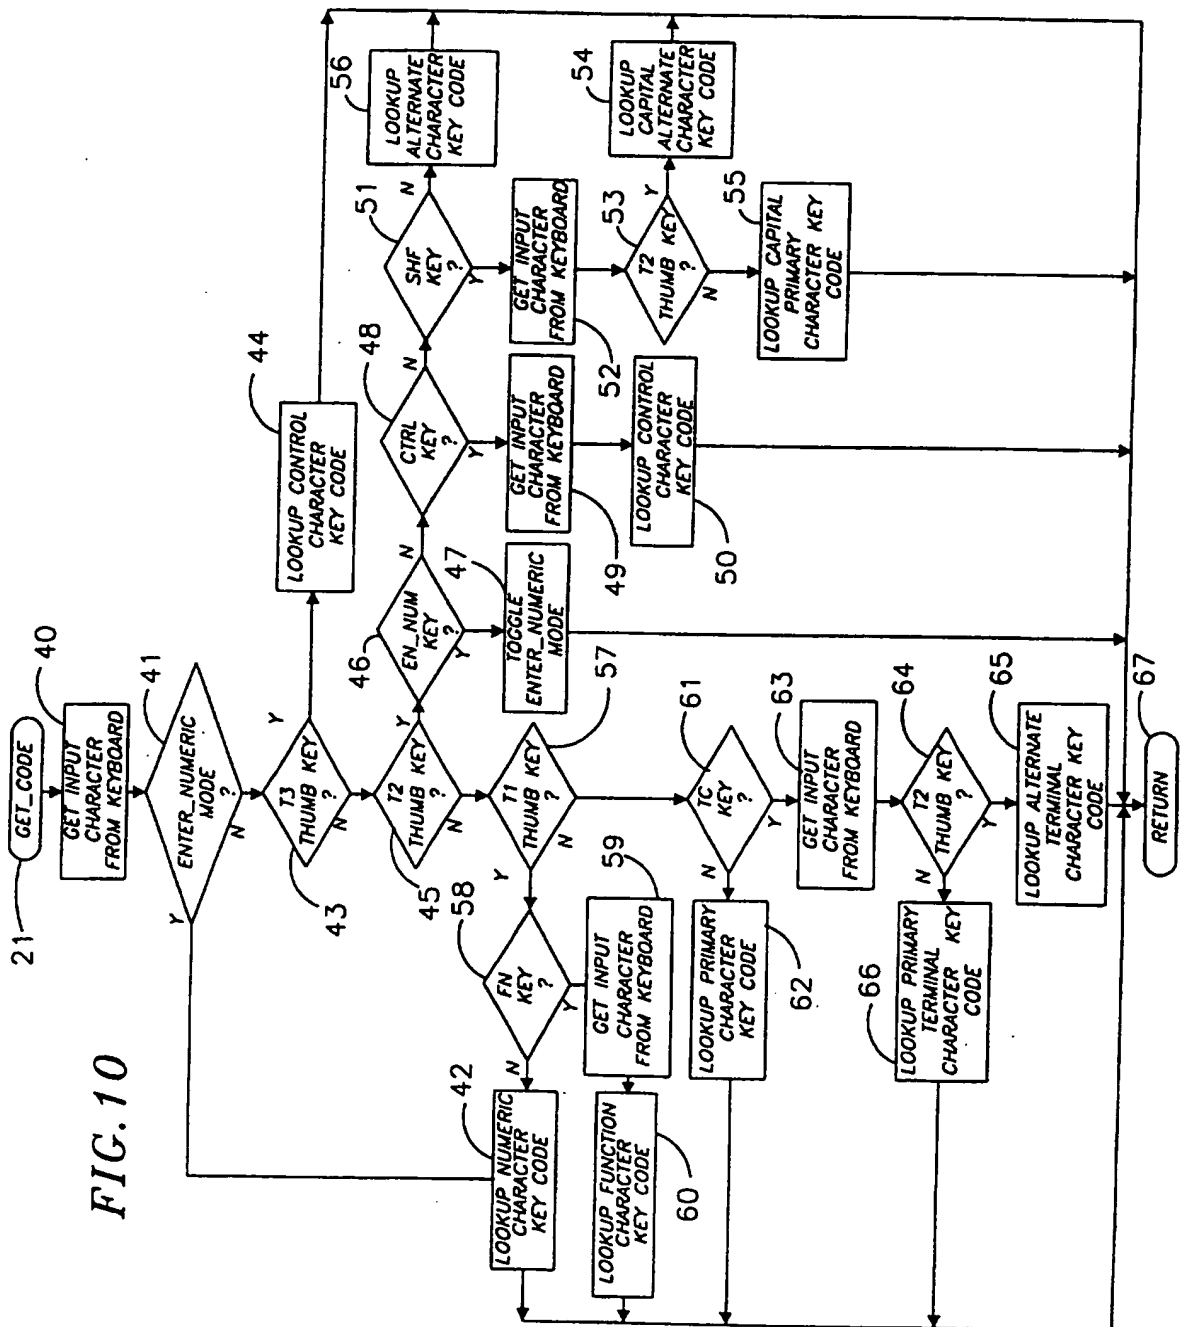 FIG. 10
21
GET_CODE
40
GET INPUT
CHARACTER
FROM KEYBOARD
41
ENTER_NUMERIC
MODE
?
Y
N
43
T3
THUMB KEY
?
Y
N
44
LOOKUP CONTROL
CHARACTER
KEY CODE
45
T2
THUMB KEY
?
Y
N
46
EN_NUM
KEY
?
N
Y
47
TOGGLE
ENTER_NUMERIC
MODE
48
CTRL
KEY
?
N
Y
49
GET INPUT
CHARACTER
FROM KEYBOARD
50
LOOKUP CONTROL
CHARACTER
KEY CODE
51
SHF
KEY
?
N
Y
56
LOOKUP
ALTERNATE
CHARACTER
KEY CODE
52
GET INPUT
CHARACTER
FROM KEYBOARD
53
T2
THUMB KEY
?
Y
N
54
LOOKUP
CAPITAL
ALTERNATE
CHARACTER
KEY CODE
55
LOOKUP CAPITAL
PRIMARY
CHARACTER KEY
CODE
57
T1
THUMB KEY
?
Y
N
58
FN
KEY
?
N
Y
42
LOOKUP NUMERIC
CHARACTER
KEY CODE
59
GET INPUT
CHARACTER
FROM KEYBOARD
60
LOOKUP FUNCTION
CHARACTER
KEY CODE
61
TC
KEY
?
N
Y
62
LOOKUP PRIMARY
CHARACTER
KEY CODE
63
GET INPUT
CHARACTER
FROM KEYBOARD
64
T2
THUMB KEY
?
N
Y
66
LOOKUP PRIMARY
TERMINAL
CHARACTER KEY
CODE
65
LOOKUP ALTERNATE
TERMINAL
CHARACTER KEY
CODE
67
RETURN